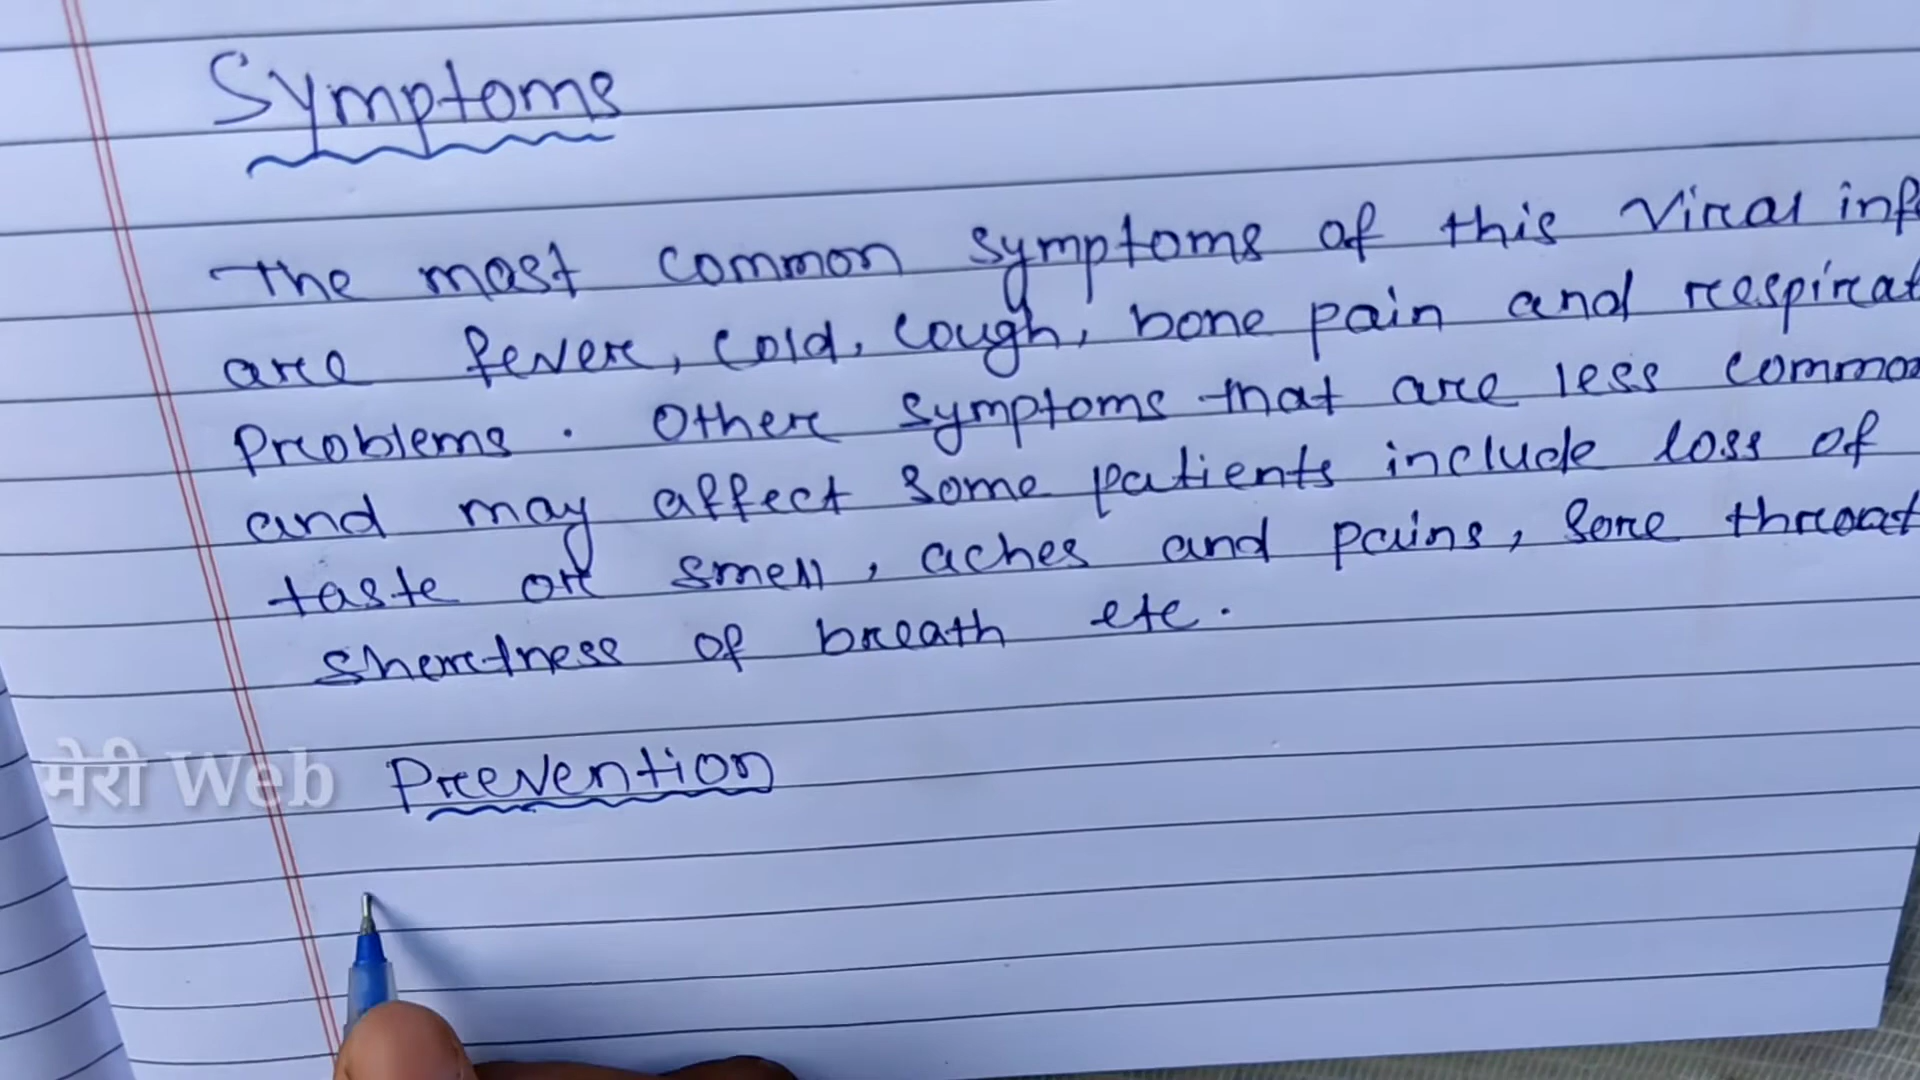 Symptoms
The most common symptoms of this viral inf
are fever, cold, cough, bone pain and respirat
problems. Other symptoms that are less common
and may affect some patients include loss of
taste or smell, aches and pains, sore throat
shortness of breath etc.
मेरी Web
Prevention